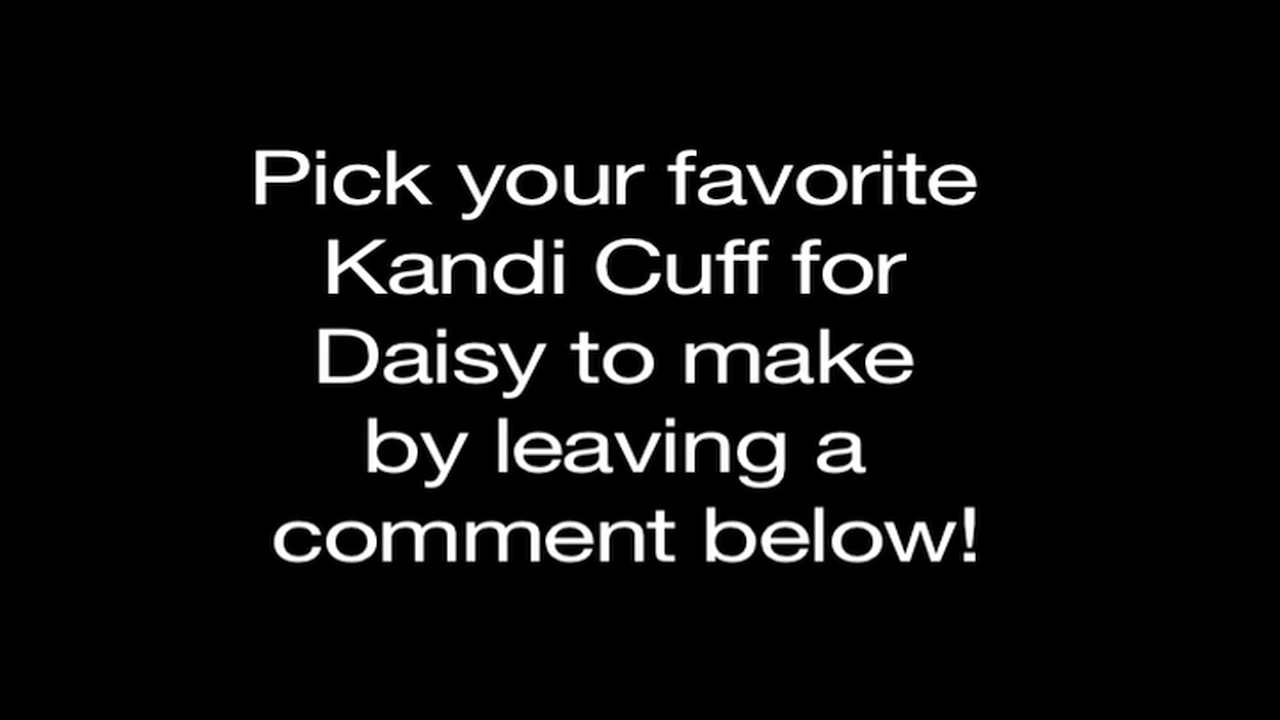 Pick your favorite
Kandi Cuff for
Daisy to make
by leaving a
comment below!